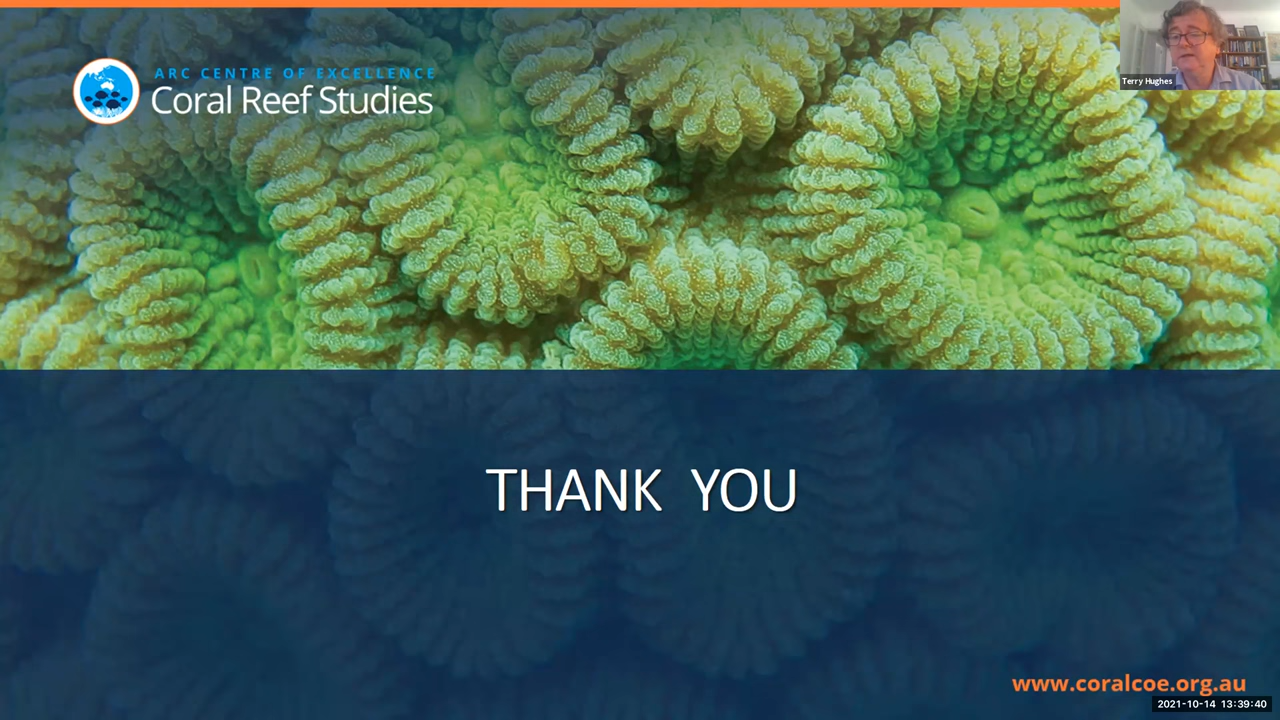 ARC CENTRE OF EXCELLENCE
Coral Reef Studies
Terry Hughes
THANK YOU
www.coralcoe.org.au
2021-10-14 13:39:40